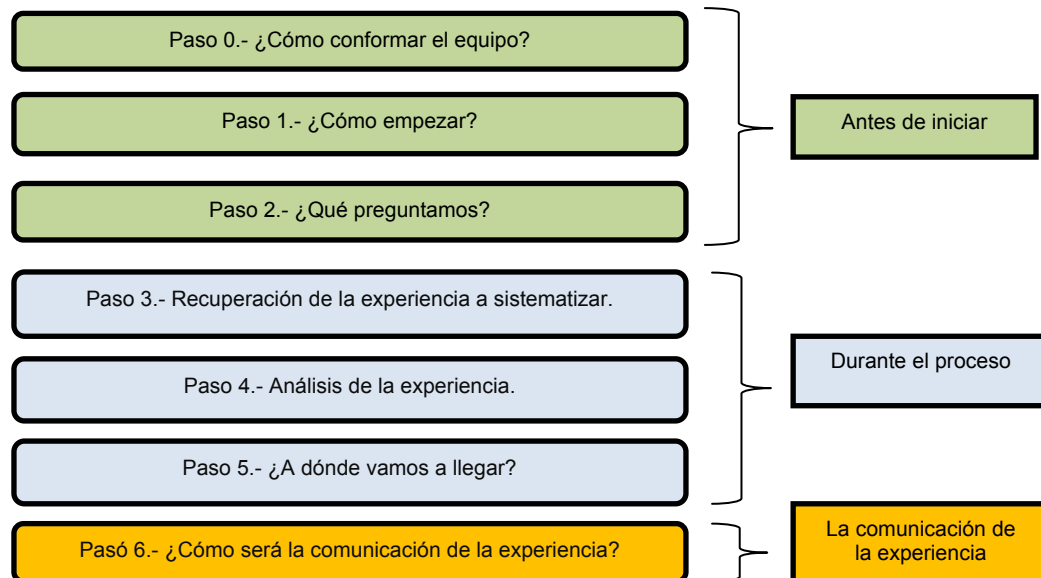 Paso 0.- ¿Cómo conformar el equipo?
Paso 1.- ¿Cómo empezar?
Antes de iniciar
Paso 2.- ¿Qué preguntamos?
Paso 3.- Recuperación de la experiencia a sistematizar.
Durante el proceso
Paso 4.- Análisis de la experiencia.
Paso 5.- ¿A dónde vamos a llegar?
Pasó 6.- ¿Cómo será la comunicación de la experiencia?
La comunicación de
la experiencia